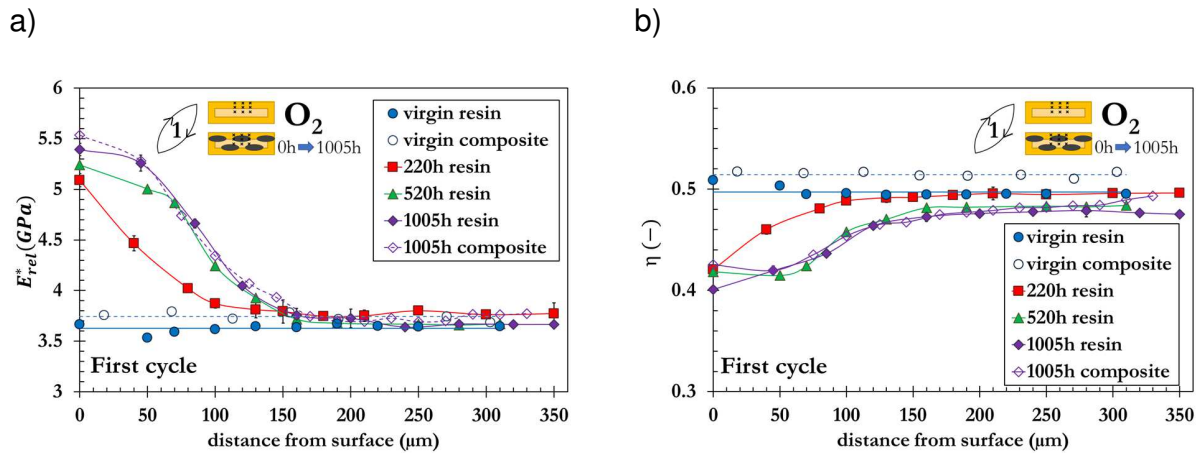 a)
E*rel(GPa)
6
5.5
5
4.5
4
3.5
3
1
O2
0h 1005h
virgin resin
virgin composite
220h resin
520h resin
1005h resin
1005h composite
First cycle
0 50 100 150 200 250 300 350
distance from surface (µm)
b)
η (−)
0.6
0.5
0.4
0.3
1
O2
0h 1005h
virgin resin
virgin composite
220h resin
520h resin
1005h resin
1005h composite
First cycle
0 50 100 150 200 250 300 350
distance from surface (µm)